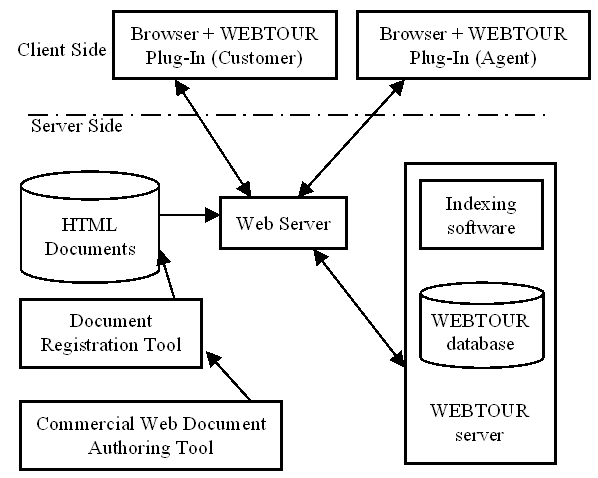 Client Side
Browser + WEBTOUR
Plug-In (Customer)
Browser + WEBTOUR
Plug-In (Agent)
Server Side
HTML
Documents
Web Server
Indexing
software
WEBTOUR
database
WEBTOUR
server
Document
Registration Tool
Commercial Web Document
Authoring Tool